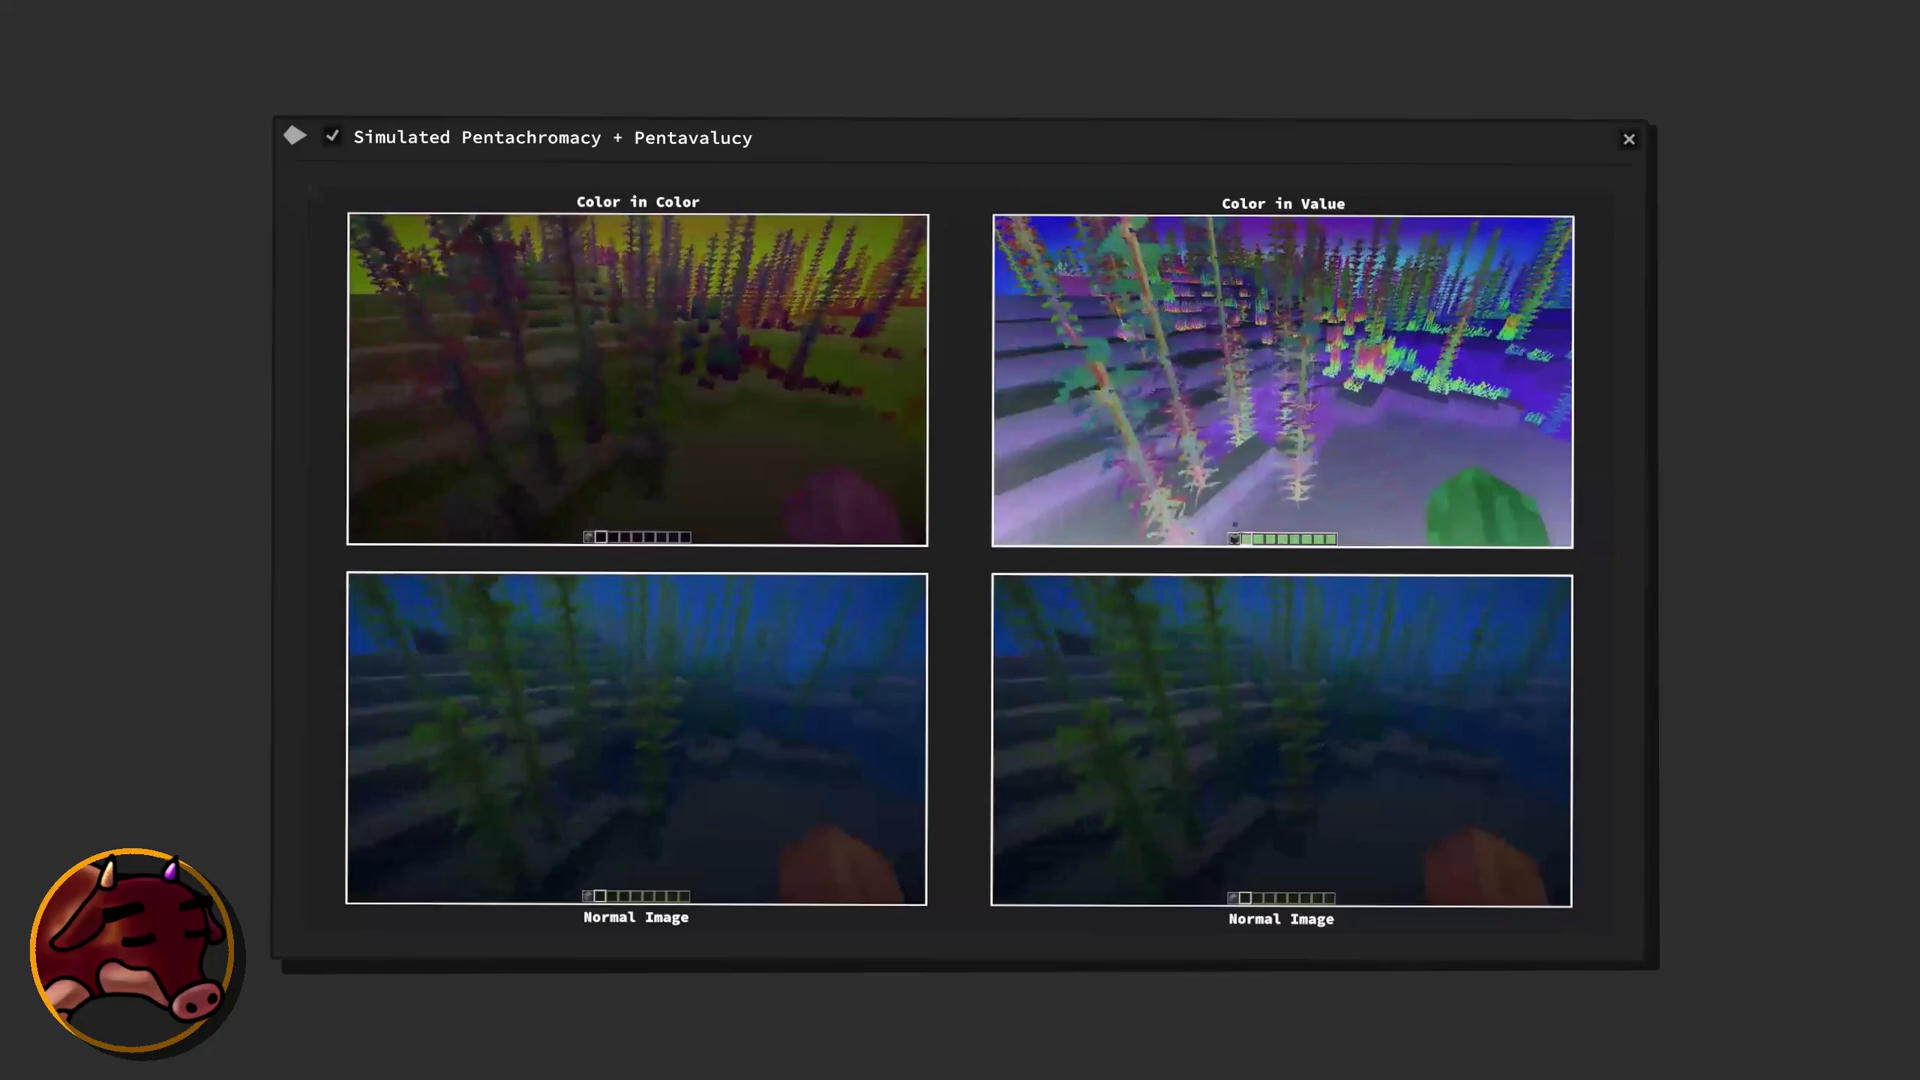 Simulated Pentachromacy + Pentavalucy
Color in Color
Color in Value
Normal Image
Normal Image